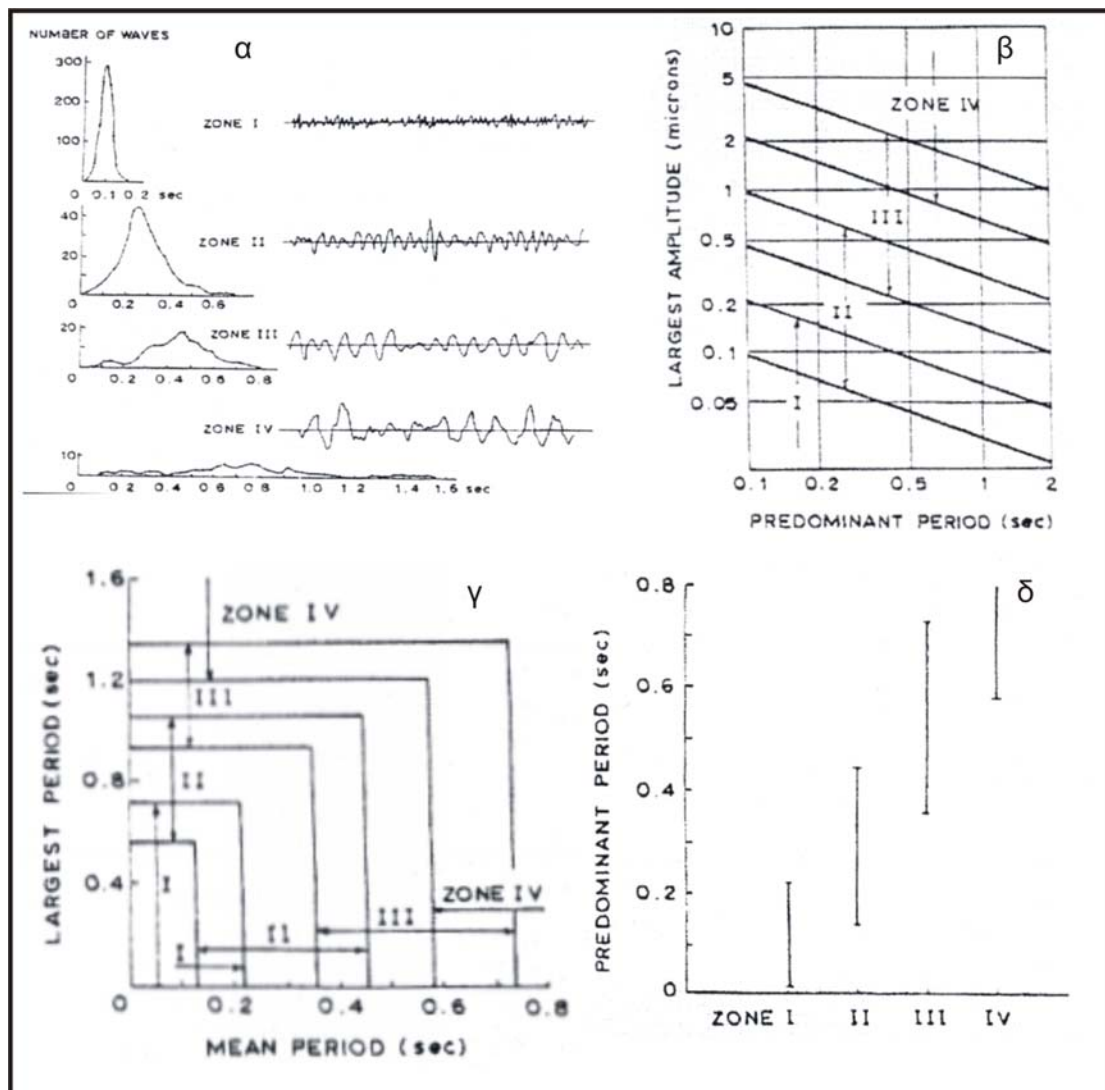 NUMBER OF WAVES
α
300
200
100
0
0 0.1 0.2 sec
ZONE I
40
20
0
0 0.2 0.4 0.6
ZONE II
20
0
0 0.2 0.4 0.6 0.8
ZONE III
10
0
0 0.2 0.4 0.6 0.8 1.0 1.2 1.4 1.6 sec
ZONE IV
β
LARGEST AMPLITUDE (microns)
10
5
2
1
0.5
0.2
0.1
0.05
ZONE IV
III
II
I
0.1 0.2 0.5 1 2
PREDOMINANT PERIOD (sec)
γ
LARGEST PERIOD (sec)
1.6
1.2
0.8
0.4
ZONE IV
III
II
I
ZONE IV
III
II
I
0 0.2 0.4 0.6 0.8
MEAN PERIOD (sec)
δ
PREDOMINANT PERIOD (sec)
0.8
0.6
0.4
0.2
0
ZONE I II III IV